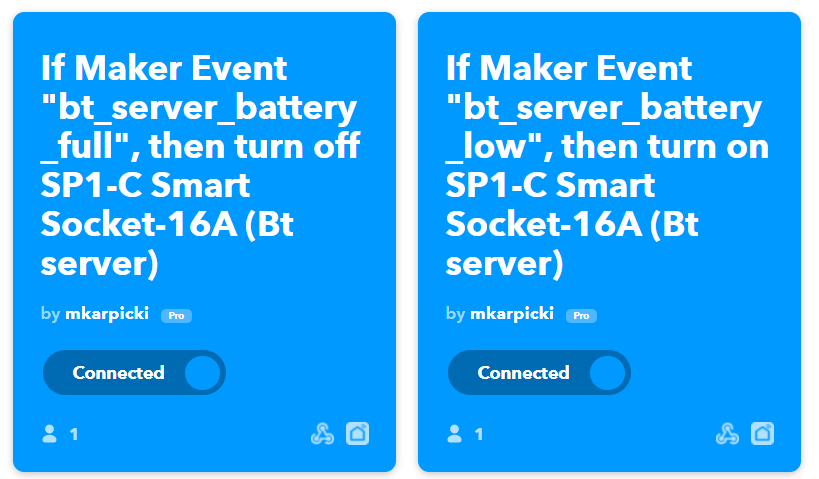 If Maker Event
"bt_server_battery
_full", then turn off
SP1-C Smart
Socket-16A (Bt
server)
by mkarpicki Pro
Connected
1
If Maker Event
"bt_server_battery
_low", then turn on
SP1-C Smart
Socket-16A (Bt
server)
by mkarpicki Pro
Connected
1